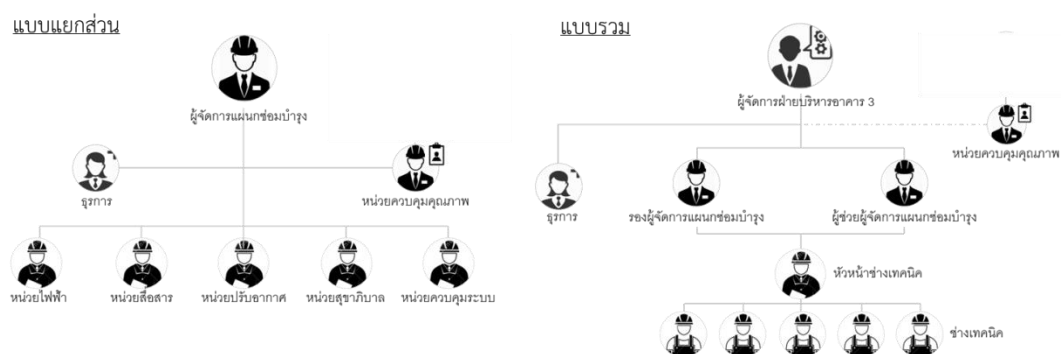 แบบแยกส่วน
ผู้จัดการแผนกซ่อมบำรุง
ธุรการ
หน่วยควบคุมคุณภาพ
หน่วยไฟฟ้า
หน่วยสื่อสาร
หน่วยปรับอากาศ
หน่วยสุขาภิบาล
หน่วยควบคุมระบบ
แบบรวม
ผู้จัดการฝ่ายบริหารอาคาร 3
หน่วยควบคุมคุณภาพ
ธุรการ
รองผู้จัดการแผนกซ่อมบำรุง
ผู้ช่วยผู้จัดการแผนกซ่อมบำรุง
หัวหน้าช่างเทคนิค
ช่างเทคนิค